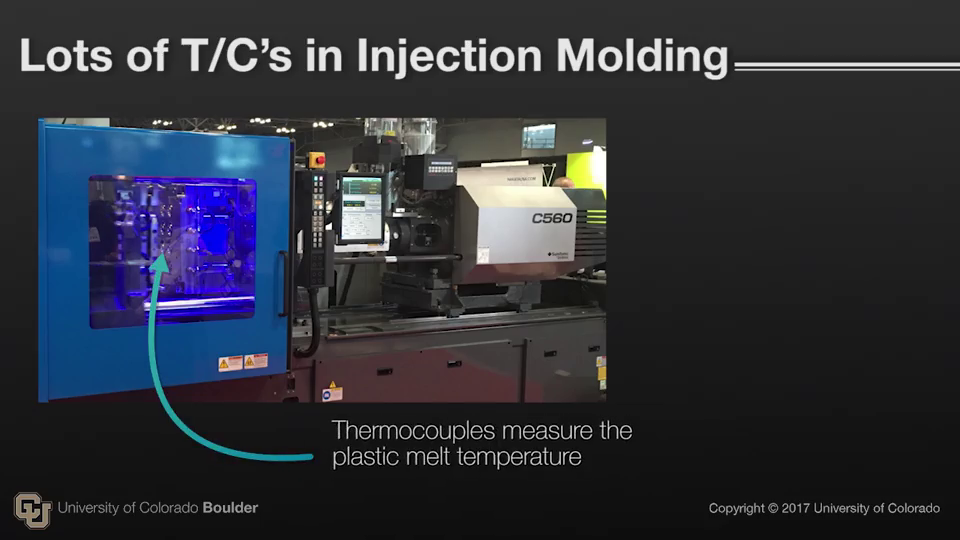 Lots of T/C's in Injection Molding
C560
Thermocouples measure the
plastic melt temperature
CU
University of Colorado Boulder
Copyright © 2017 University of Colorado